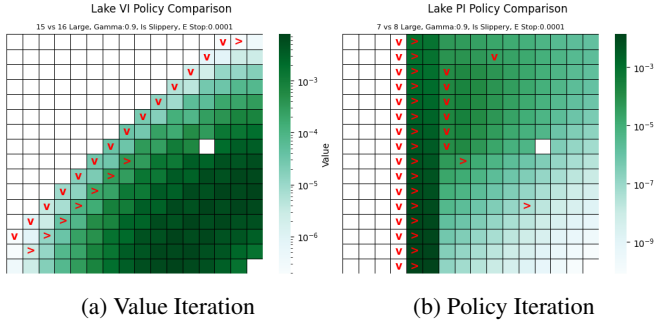 Lake VI Policy Comparison
15 vs 16 Large, Gamma:0.9, Is Slippery, E Stop:0.0001
v >
v
v
v
v
v
v
v
v >
v >
v >
v >
v >
v >
>
10⁻³
10⁻⁴
10⁻⁵
10⁻⁶
Value
(a) Value Iteration
Lake PI Policy Comparison
7 vs 8 Large, Gamma:0.9, Is Slippery, E Stop:0.0001
v >
v > v
v > v
v > v
v > v
v > v
v > v
v > v
v > >
v >
v >
v > >
v >
v >
v >
10⁻³
10⁻⁵
10⁻⁷
10⁻⁹
(b) Policy Iteration